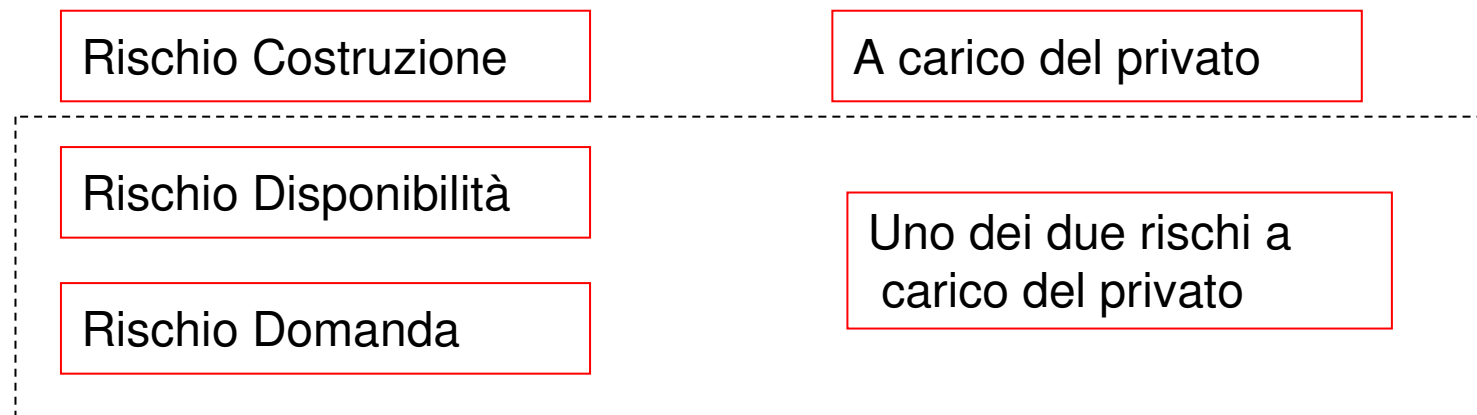 Rischio Costruzione
A carico del privato
Rischio Disponibilità
Uno dei due rischi a
carico del privato
Rischio Domanda